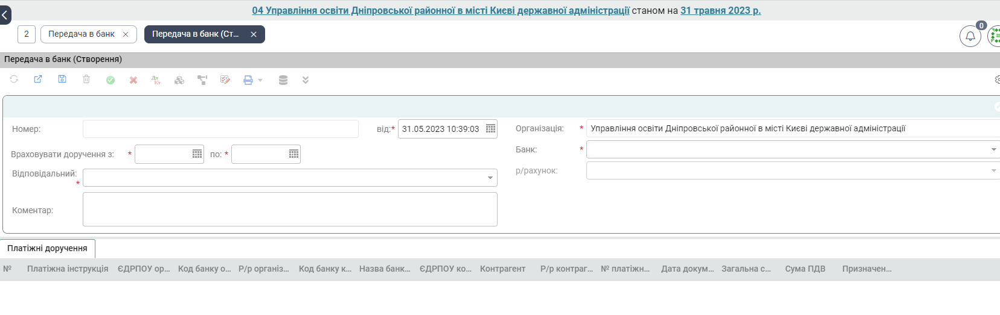 04 Управління освіти Дніпровської районної в місті Києві державної адміністрації станом на 31 травня 2023 р.
2 Передача в банк Передача в банк (Ст... 0
Передача в банк (Створення)
Дт Кт
Номер: від:* 31.05.2023 10:39:03 Організація: * Управління освіти Дніпровської районної в місті Києві державної адміністрації
Враховувати доручення з: * по: * Банк: *
Відповідальний: * р/рахунок:
Коментар:
Платіжні доручення
№ Платіжна інструкція ЄДРПОУ ор... Код банку о... Р/р організ... Код банку к... Назва банк... ЄДРПОУ ко... Контрагент Р/р контраг... № платіжн... Дата докум... Загальна с... Сума ПДВ Призначен...